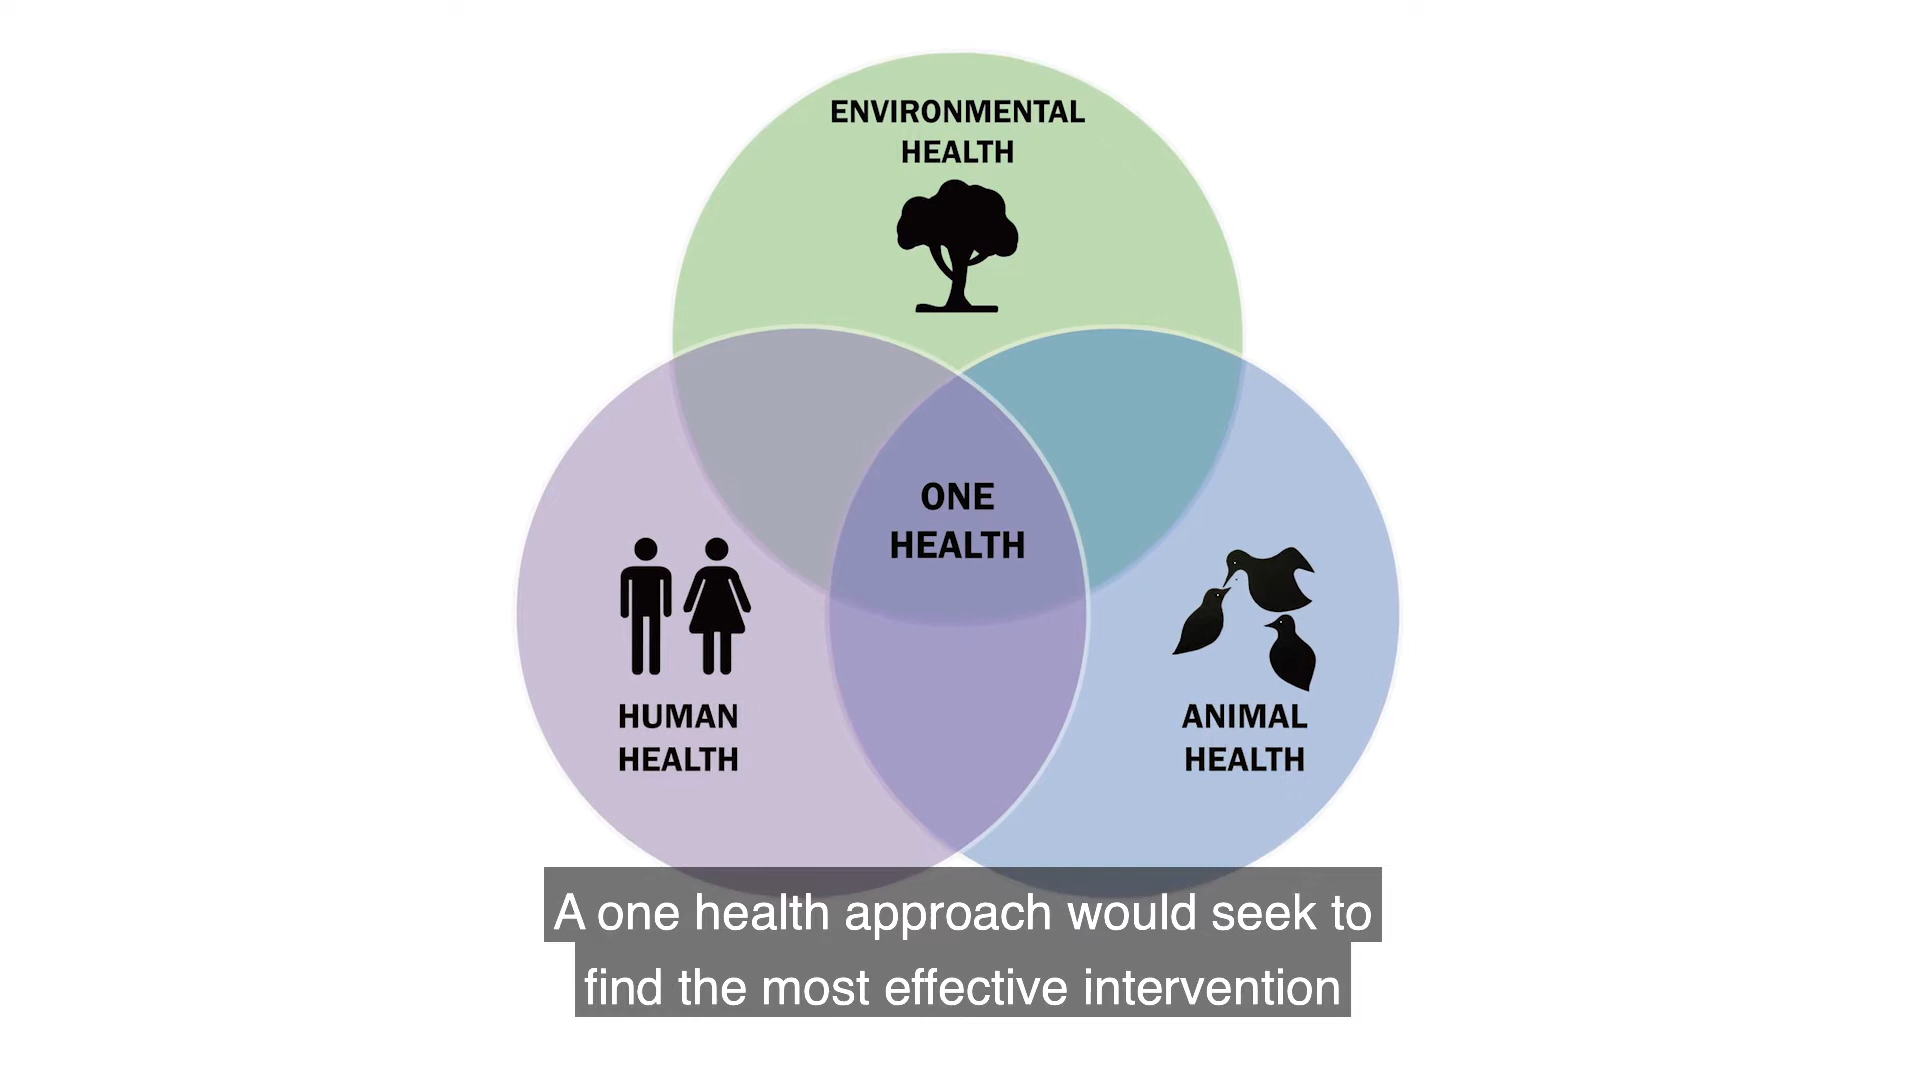 ENVIRONMENTAL
HEALTH
ONE
HEALTH
HUMAN
HEALTH
ANIMAL
HEALTH
A one health approach would seek to
find the most effective intervention